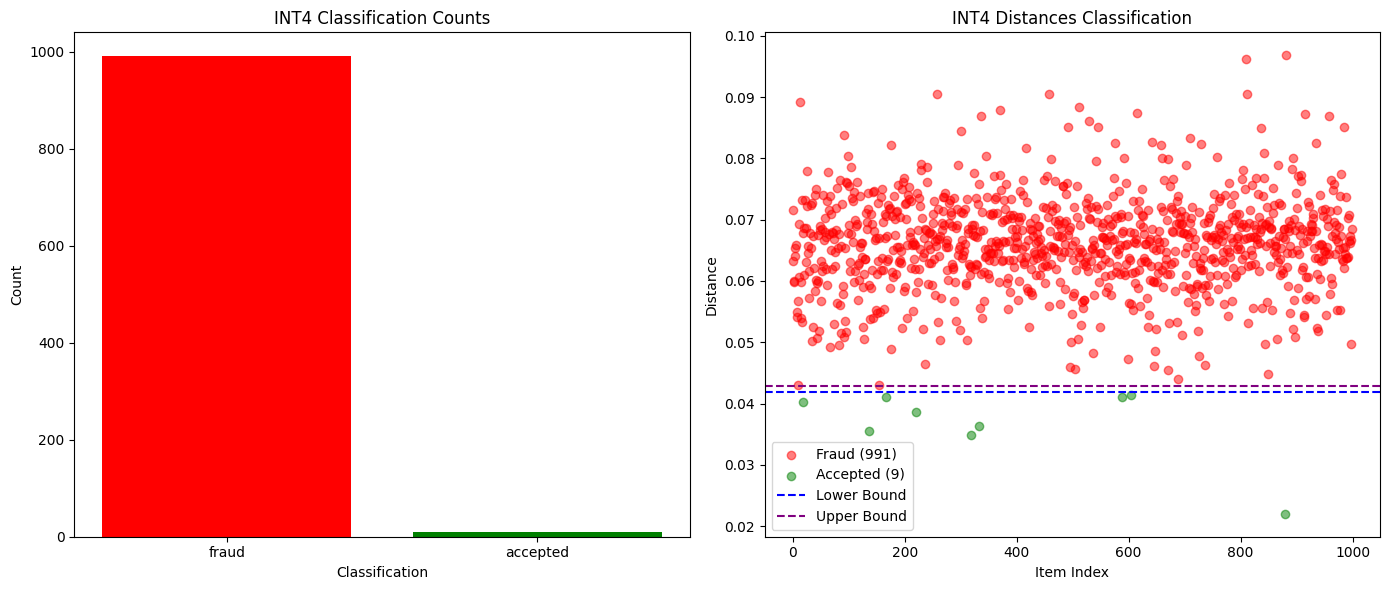 INT4 Classification Counts
1000
800
600
400
200
0
Count
fraud
accepted
Classification
INT4 Distances Classification
0.10
0.09
0.08
0.07
0.06
0.05
0.04
0.03
0.02
Distance
Fraud (991)
Accepted (9)
Lower Bound
Upper Bound
0
200
400
600
800
1000
Item Index